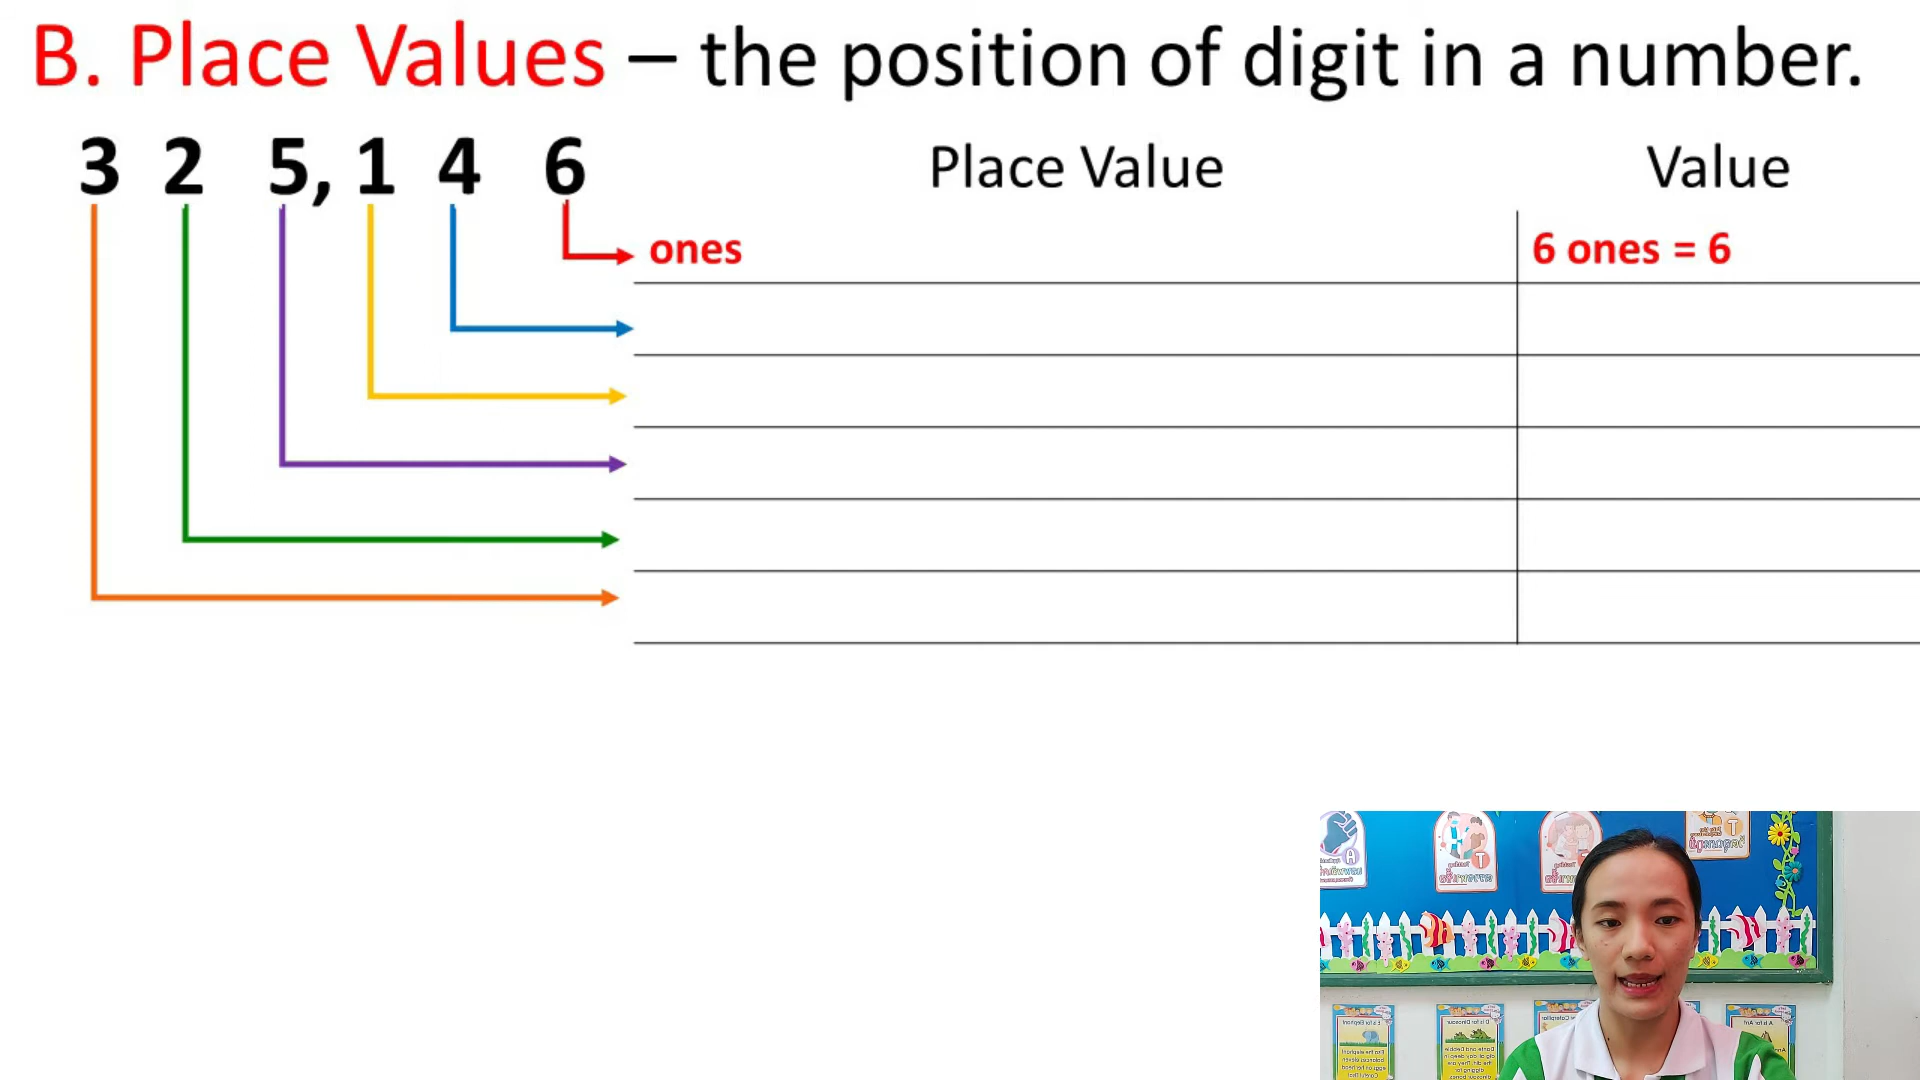 B. Place Values – the position of digit in a number.
3 2 5, 1 4 6
Place Value
Value
ones
6 ones = 6